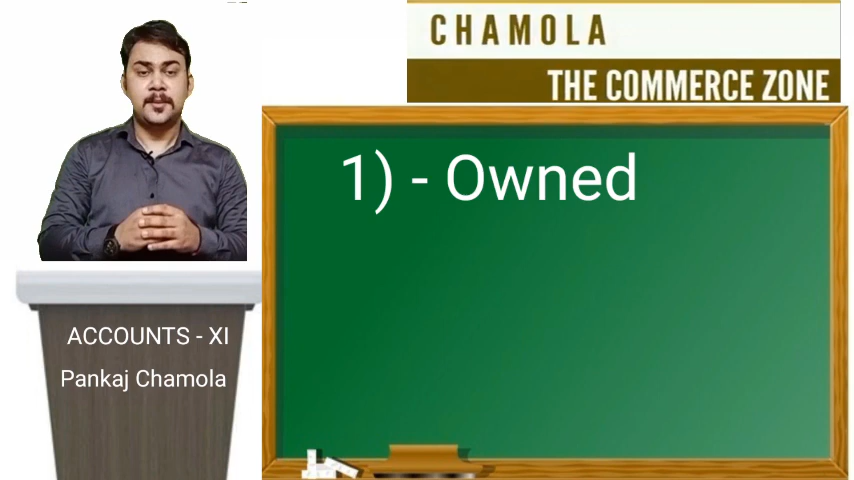 CHAMOLA
THE COMMERCE ZONE
1) - Owned
ACCOUNTS - XI
Pankaj Chamola